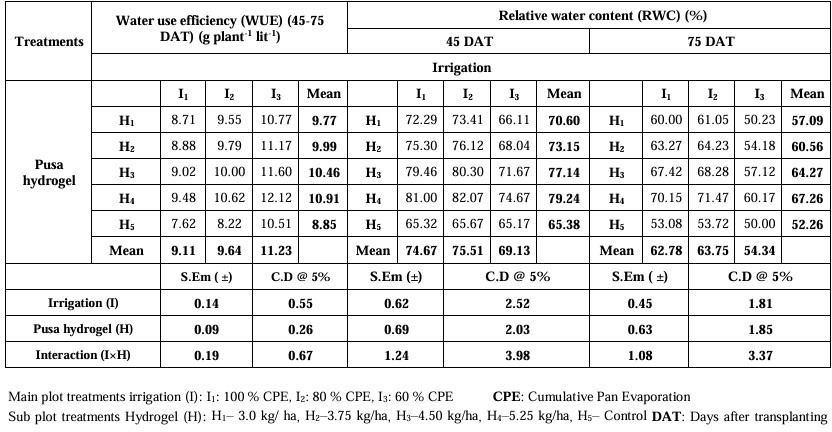 Treatments Water use efficiency (WUE) (45-75 DAT) (g plant⁻¹ lit⁻¹) Relative water content (RWC) (%)
45 DAT 75 DAT
Irrigation
Pusa hydrogel
I₁ I₂ I₃ Mean I₁ I₂ I₃ Mean I₁ I₂ I₃ Mean
H₁ 8.71 9.55 10.77 9.77 H₁ 72.29 73.41 66.11 70.60 H₁ 60.00 61.05 50.23 57.09
H₂ 8.88 9.79 11.17 9.99 H₂ 75.30 76.12 68.04 73.15 H₂ 63.27 64.23 54.18 60.56
H₃ 9.02 10.00 11.60 10.46 H₃ 79.46 80.30 71.67 77.14 H₃ 67.42 68.28 57.12 64.27
H₄ 9.48 10.62 12.12 10.91 H₄ 81.00 82.07 74.67 79.24 H₄ 70.15 71.47 60.17 67.26
H₅ 7.62 8.22 10.51 8.85 H₅ 65.32 65.67 65.17 65.38 H₅ 53.08 53.72 50.00 52.26
Mean 9.11 9.64 11.23 Mean 74.67 75.51 69.13 Mean 62.78 63.75 54.34
S.Em ( ±) C.D @ 5% S.Em (±) C.D @ 5% S.Em ( ±) C.D @ 5%
Irrigation (I) 0.14 0.55 0.62 2.52 0.45 1.81
Pusa hydrogel (H) 0.09 0.26 0.69 2.03 0.63 1.85
Interaction (I×H) 0.19 0.67 1.24 3.98 1.08 3.37
Main plot treatments irrigation (I): I₁: 100 % CPE, I₂: 80 % CPE, I₃: 60 % CPE CPE: Cumulative Pan Evaporation
Sub plot treatments Hydrogel (H): H₁– 3.0 kg/ ha, H₂–3.75 kg/ha, H₃–4.50 kg/ha, H₄–5.25 kg/ha, H₅– Control DAT: Days after transplanting